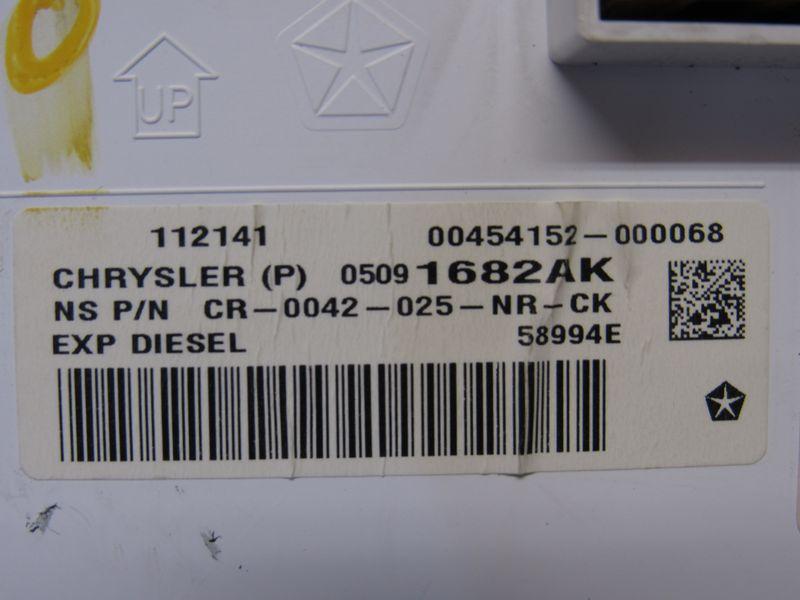 UP
112141 00454152-000068
CHRYSLER (P) 05091682AK
NS P/N CR-0042-025-NR-CK
EXP DIESEL 58994E